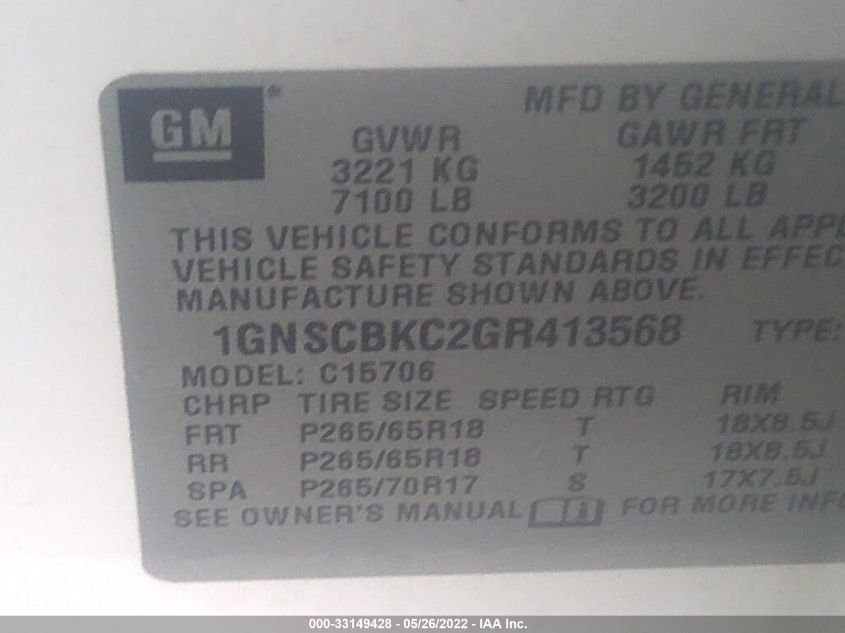 GM
MFD BY GENERAL
GVWR GAWR FRT
3221 KG 1452 KG
7100 LB 3200 LB
THIS VEHICLE CONFORMS TO ALL APPL
VEHICLE SAFETY STANDARDS IN EFFEC
MANUFACTURE SHOWN ABOVE.
1GNSCBKC2GR413568 TYPE:
MODEL: C15706
CHRP TIRE SIZE SPEED RTG RIM
FRT P265/65R18 T 18X8.5J
RR P265/65R18 T 18X8.5J
SPA P265/70R17 S 17X7.5J
SEE OWNER'S MANUAL FOR MORE INFO
000-33149428 - 05/26/2022 - IAA Inc.